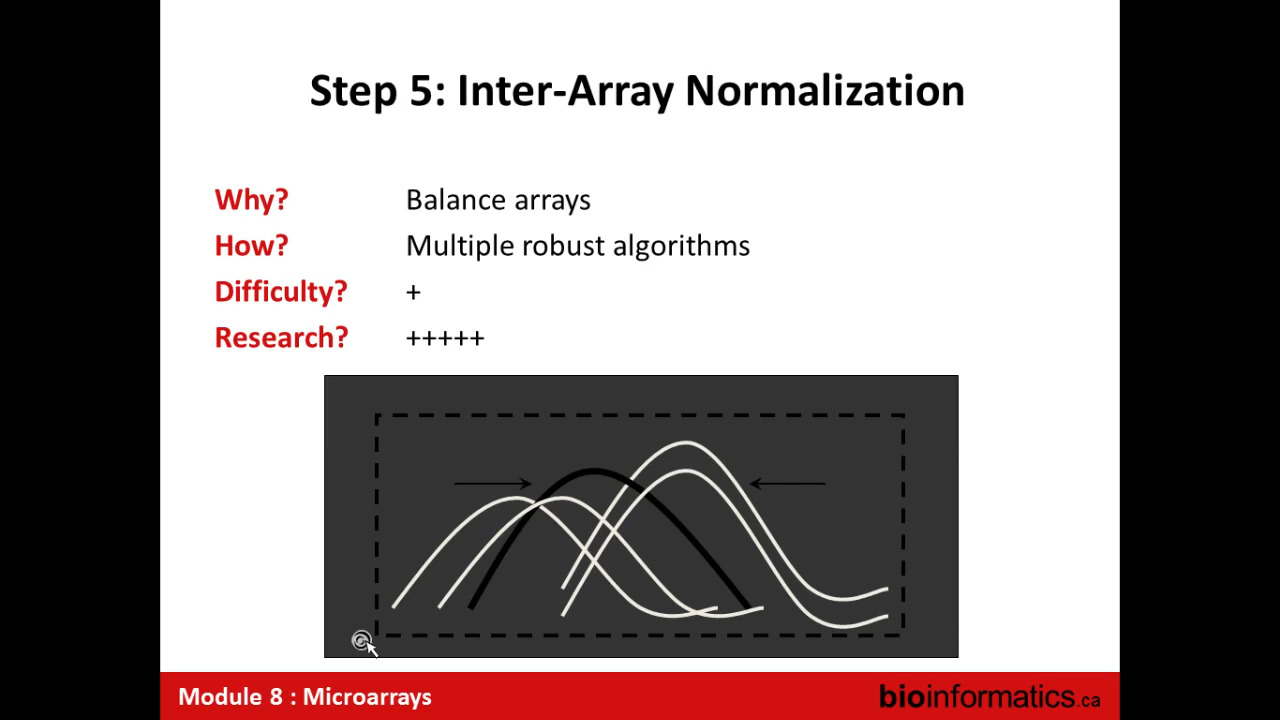 Step 5: Inter-Array Normalization
Why? Balance arrays
How? Multiple robust algorithms
Difficulty? +
Research? +++++
Module 8 : Microarrays
bioinformatics.ca